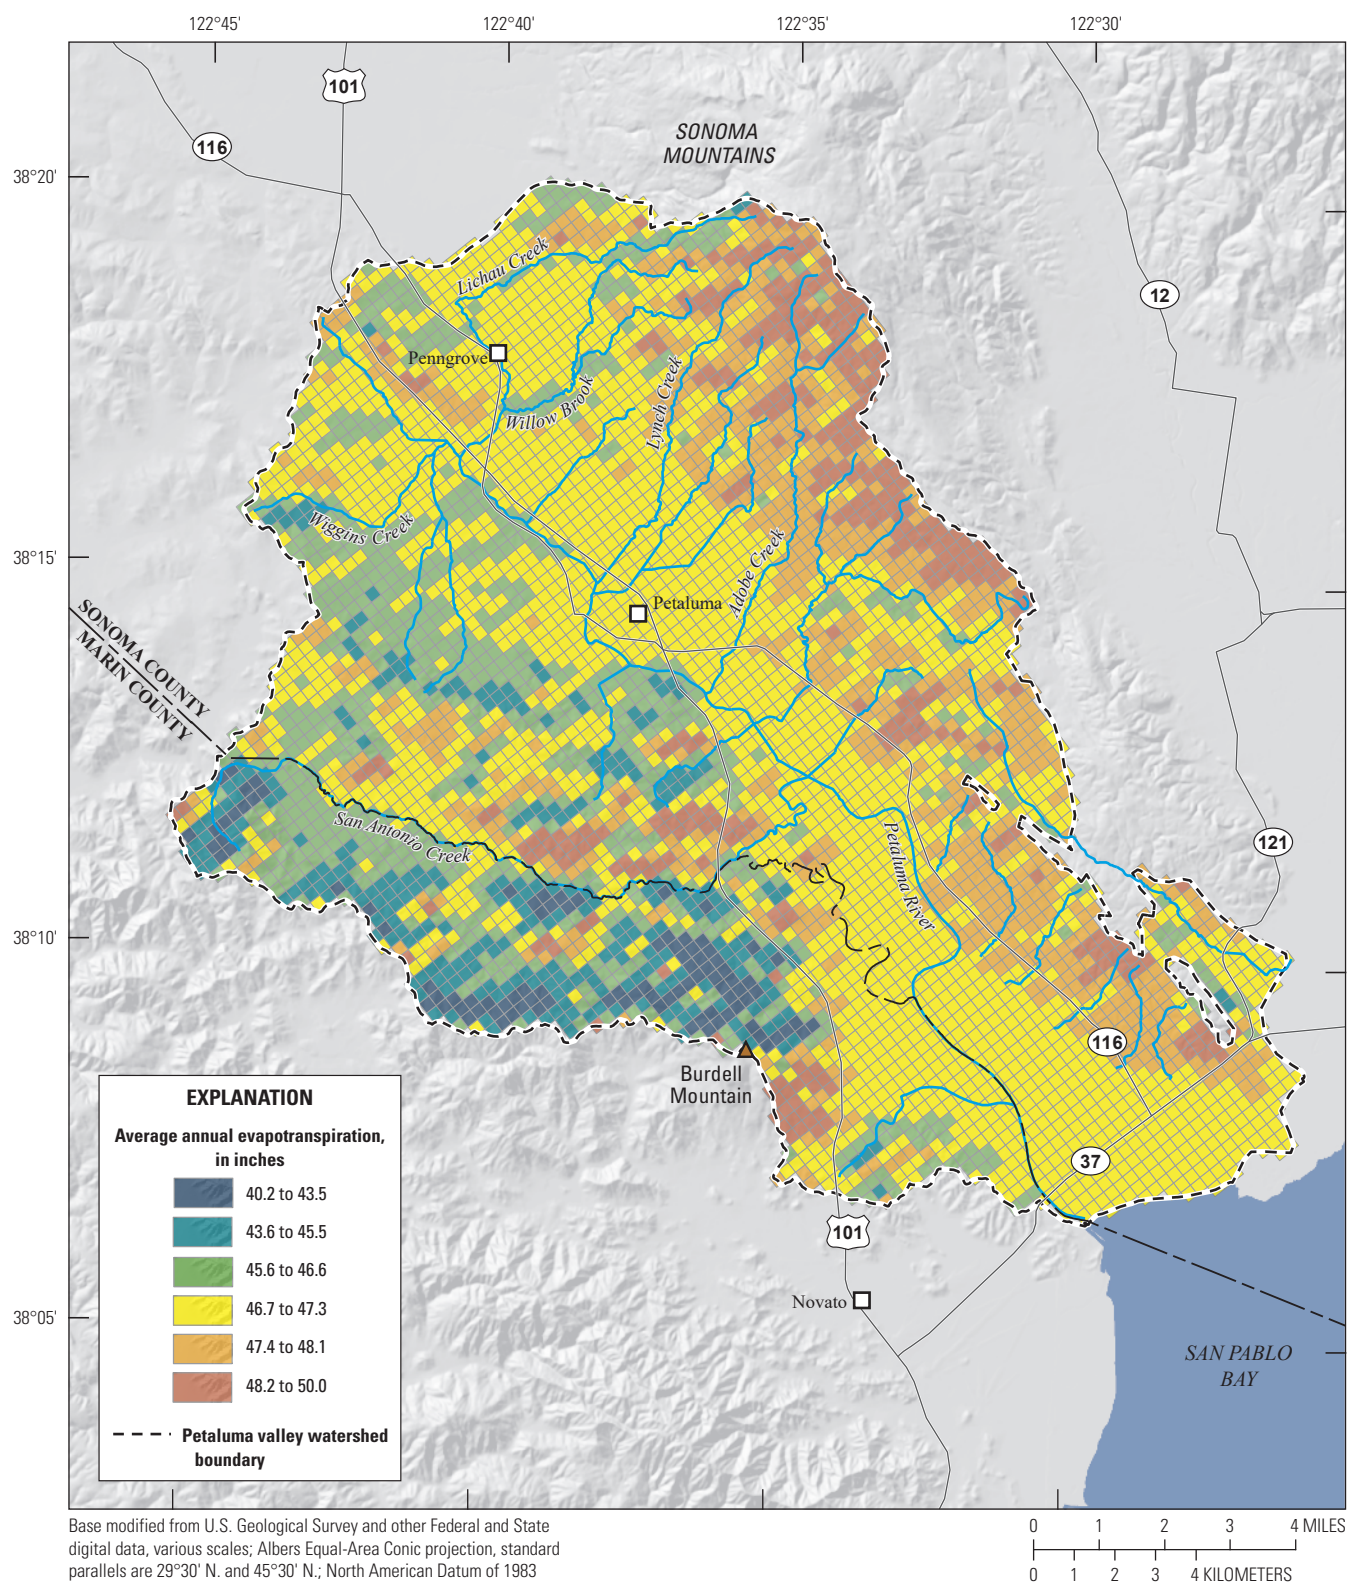 122°45' 122°40' 122°35' 122°30'
101
116
SONOMA
MOUNTAINS
38°20'
12
Lichau Creek
Penngrove
Willow Brook
Lynch Creek
Wiggins Creek
38°15'
Adobe Creek
Petaluma
SONOMA COUNTY
MARIN COUNTY
San Antonio Creek
Petaluma River
121
38°10'
116
Burdell
Mountain
37
101
Novato
38°05'
SAN PABLO
BAY
EXPLANATION
Average annual evapotranspiration,
in inches
40.2 to 43.5
43.6 to 45.5
45.6 to 46.6
46.7 to 47.3
47.4 to 48.1
48.2 to 50.0
Petaluma valley watershed
boundary
Base modified from U.S. Geological Survey and other Federal and State
digital data, various scales; Albers Equal-Area Conic projection, standard
parallels are 29°30' N. and 45°30' N.; North American Datum of 1983
0 1 2 3 4 MILES
0 1 2 3 4 KILOMETERS